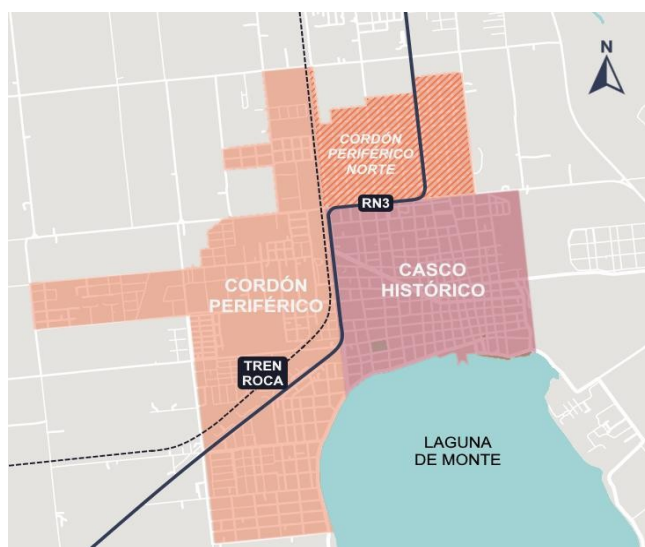 N
CORDÓN
PERIFÉRICO
NORTE
RN3
CASCO
HISTÓRICO
CORDÓN
PERIFÉRICO
TREN
ROCA
LAGUNA
DE MONTE